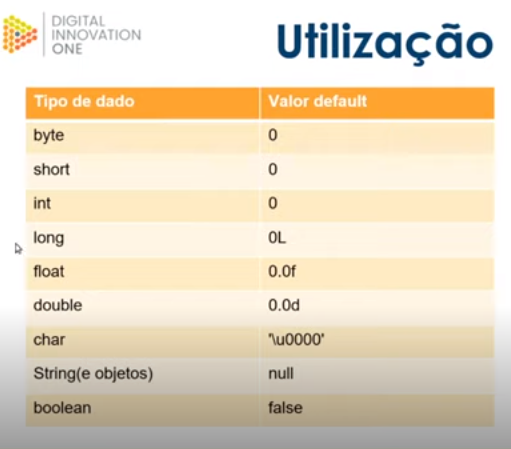 DIGITAL
INNOVATION
ONE
Utilização
Tipo de dado Valor default
byte 0
short 0
int 0
long 0L
float 0.0f
double 0.0d
char '\u0000'
String(e objetos) null
boolean false